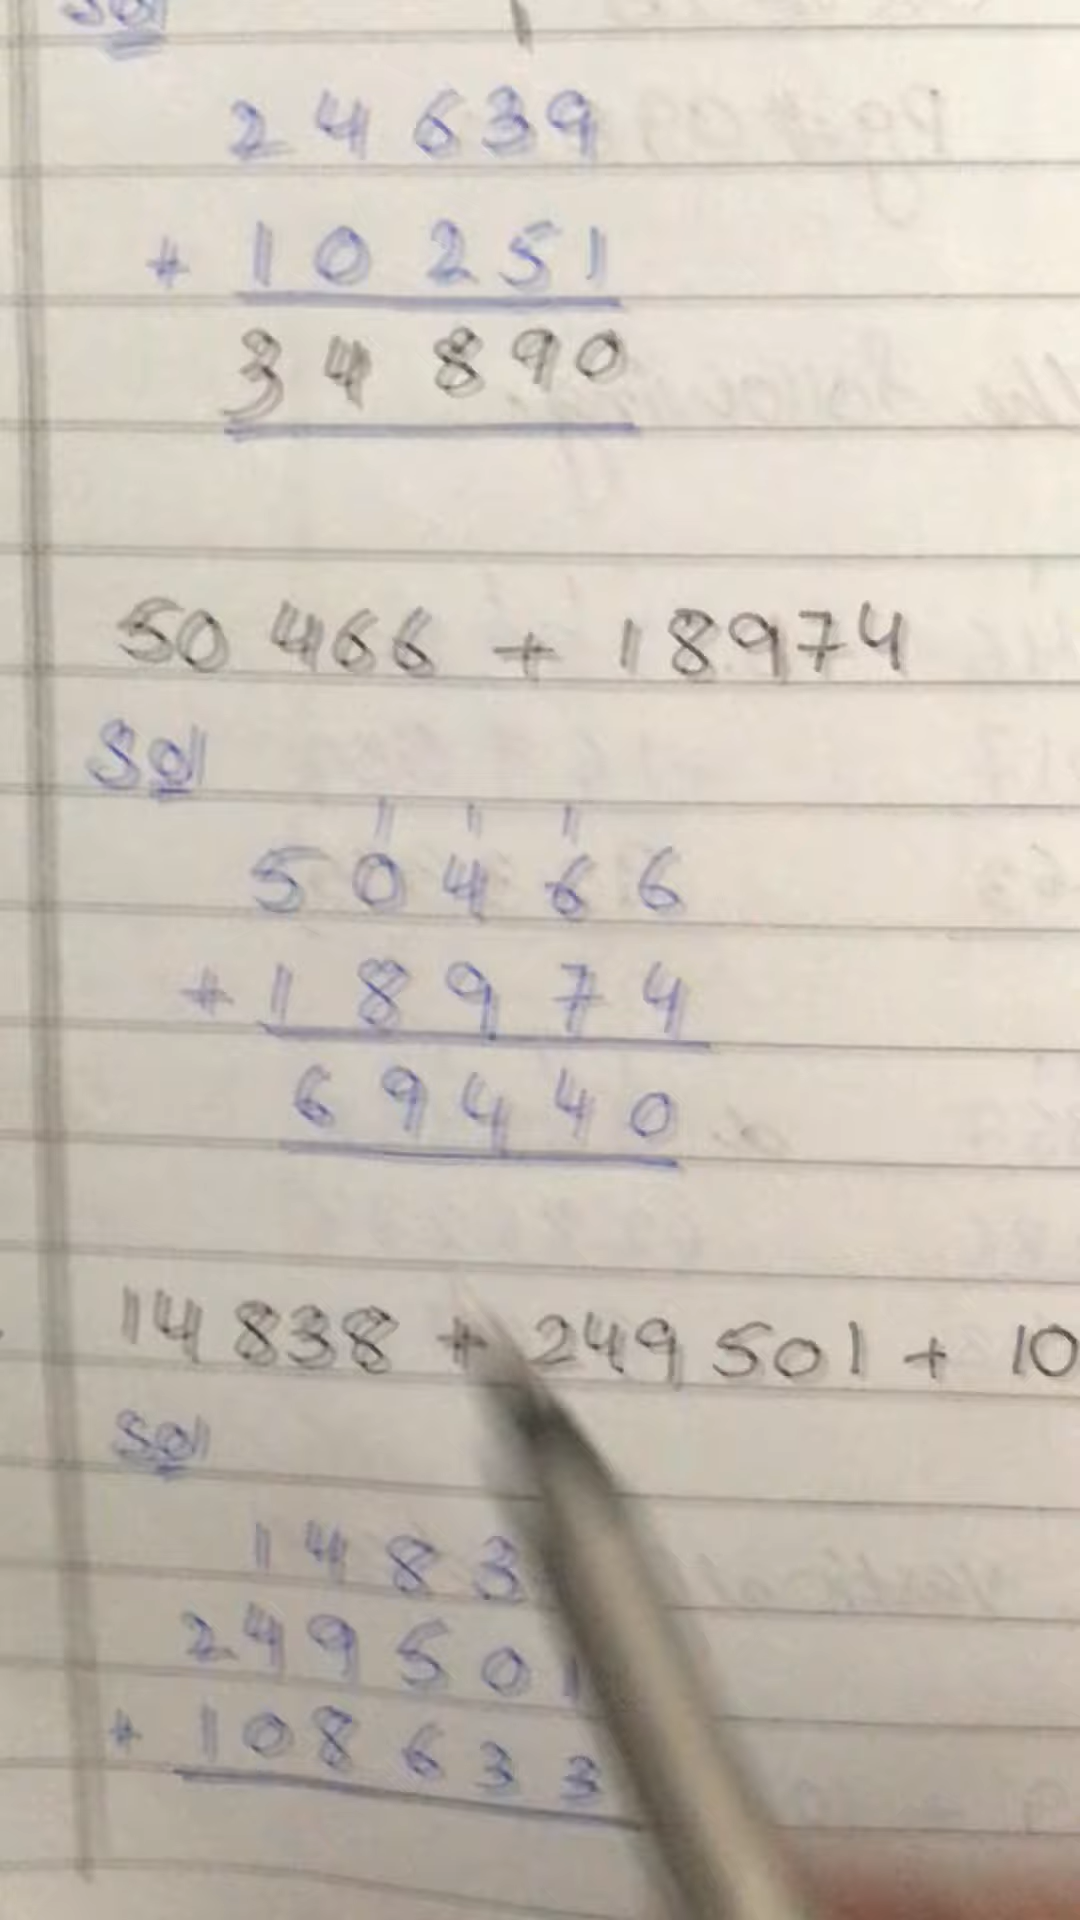 Sol
24639
+ 10251
34890
50466 + 18974
Sol
1 1 1
50466
+ 18974
69440
14838 + 249501 + 10
Sol
1483
249501
+ 108633